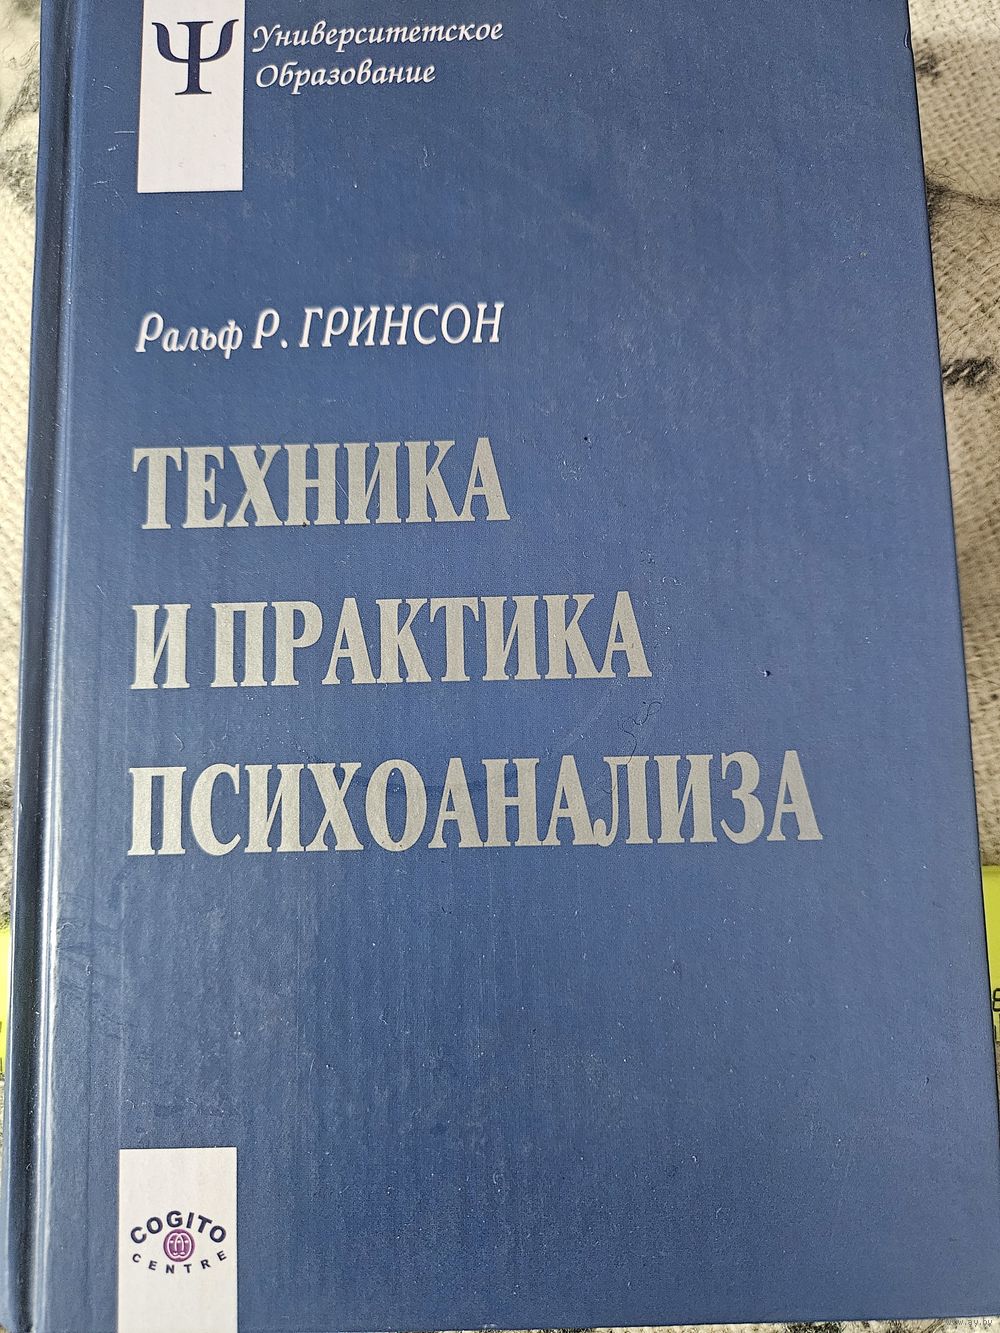 Ψ
Университетское
Образование
Ральф Р. ГРИНСОН
ТЕХНИКА
И ПРАКТИКА
ПСИХОАНАЛИЗА
COGITO
CENTRE